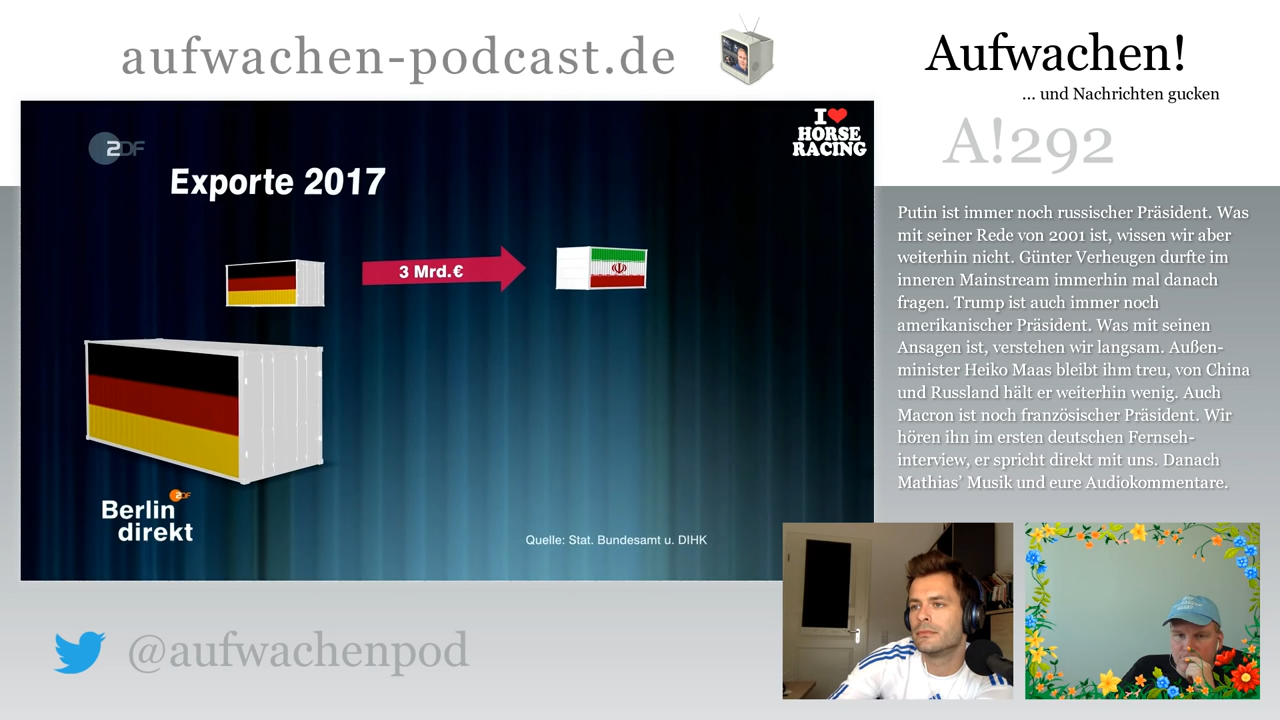 aufwachen-podcast.de
Aufwachen!
... und Nachrichten gucken
A!292
ZDF
I
HORSE
RACING
Exporte 2017
3 Mrd.€
Berlin
direkt
ZDF
Quelle: Stat. Bundesamt u. DIHK
Putin ist immer noch russischer Präsident. Was
mit seiner Rede von 2001 ist, wissen wir aber
weiterhin nicht. Günter Verheugen durfte im
inneren Mainstream immerhin mal danach
fragen. Trump ist auch immer noch
amerikanischer Präsident. Was mit seinen
Ansagen ist, verstehen wir langsam. Außen-
minister Heiko Maas bleibt ihm treu, von China
und Russland hält er weiterhin wenig. Auch
Macron ist noch französischer Präsident. Wir
hören ihn im ersten deutschen Fernseh-
interview, er spricht direkt mit uns. Danach
Mathias’ Musik und eure Audiokommentare.
@aufwachenpod